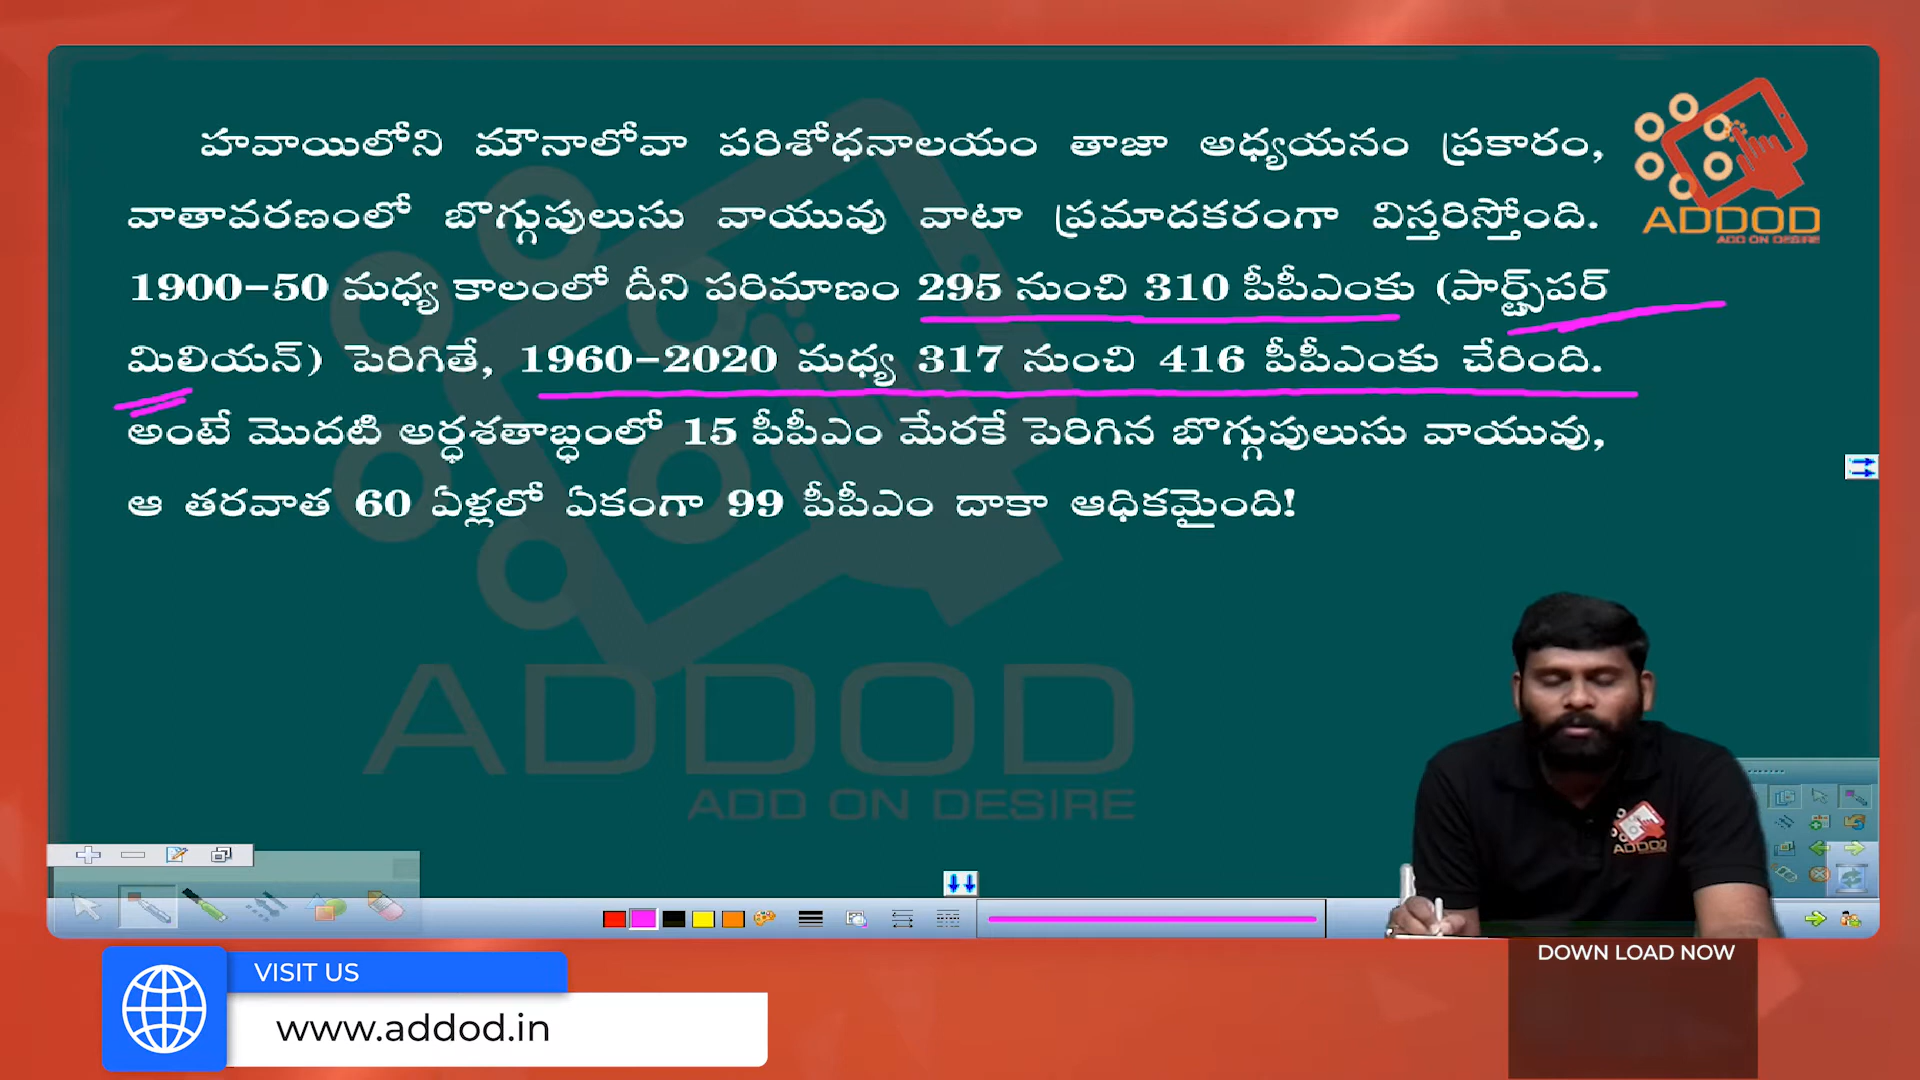 హవాయిలోని మౌనాలోవా పరిశోధనాలయం తాజా అధ్యయనం ప్రకారం,
వాతావరణంలో బొగ్గుపులుసు వాయువు వాటా ప్రమాదకరంగా విస్తరిస్తోంది.
1900-50 మధ్య కాలంలో దీని పరిమాణం 295 నుంచి 310 పీపీఎంకు (పార్ట్స్‌పర్
మిలియన్) పెరిగితే, 1960-2020 మధ్య 317 నుంచి 416 పీపీఎంకు చేరింది.
అంటే మొదటి అర్ధశతాబ్ధంలో 15 పీపీఎం మేరకే పెరిగిన బొగ్గుపులుసు వాయువు,
ఆ తరవాత 60 ఏళ్లలో ఏకంగా 99 పీపీఎం దాకా ఆధికమైంది!
ADDOD
ADD ON DESIRE
ADDOD
ADD ON DESIRE
ADDOD
VISIT US
www.addod.in
DOWN LOAD NOW